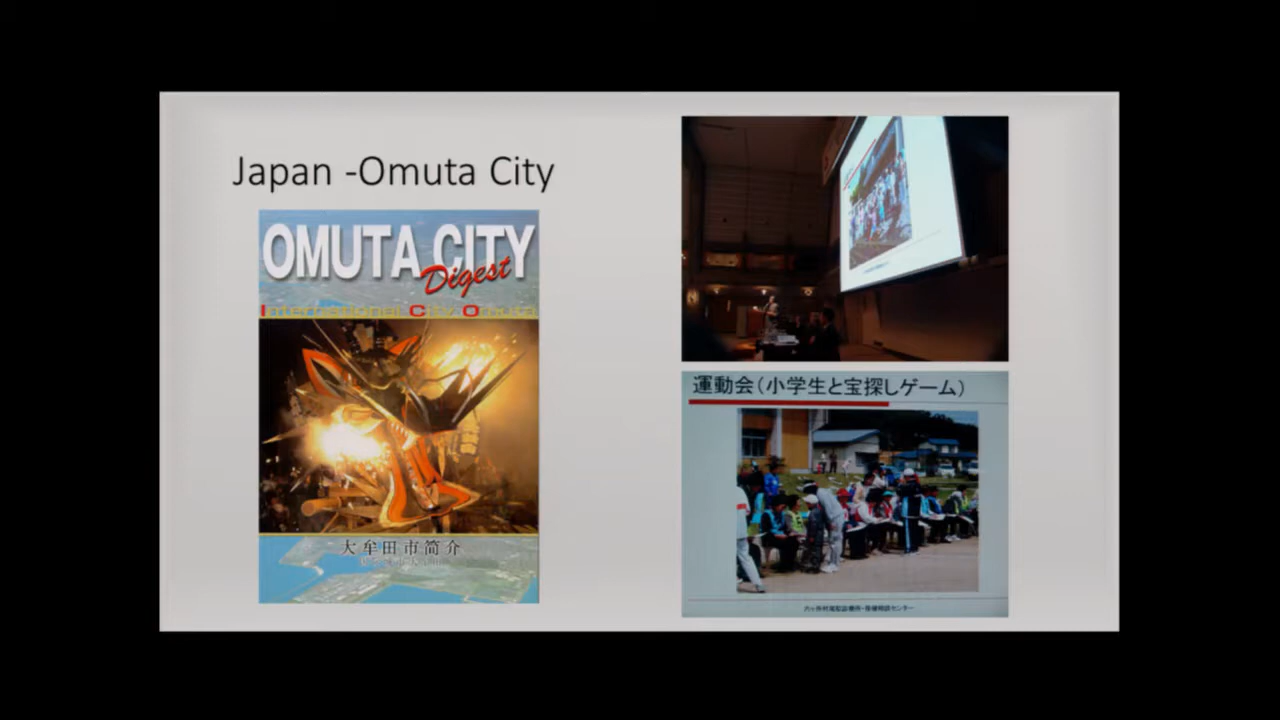 Japan -Omuta City
OMUTA CITY
Digest
International City Omuta
大牟田市简介
運動会(小学生と宝探しゲーム)